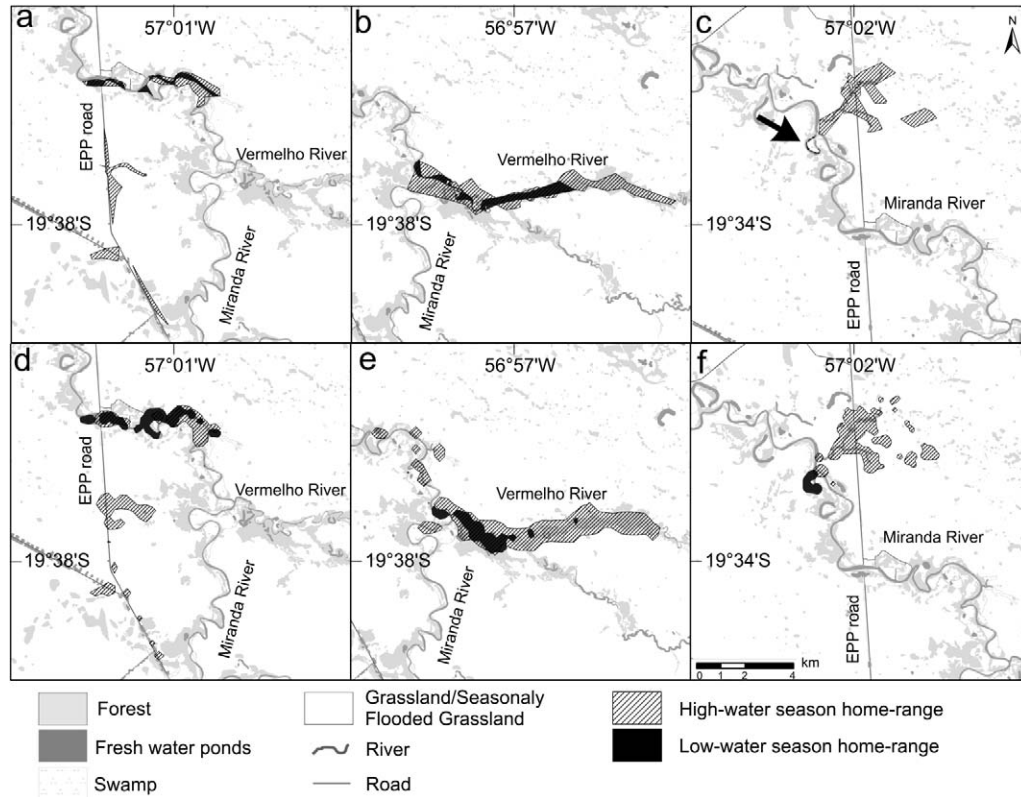 a
57°01'W
EPP road
Vermelho River
19°38'S
Miranda River
b
56°57'W
Vermelho River
19°38'S
Miranda River
c
57°02'W
N
Miranda River
19°34'S
EPP road
d
57°01'W
EPP road
Vermelho River
19°38'S
Miranda River
e
56°57'W
Vermelho River
19°38'S
Miranda River
f
57°02'W
Miranda River
19°34'S
EPP road
km
0 1 2 4
Forest
Fresh water ponds
Swamp
Grassland/Seasonaly
Flooded Grassland
River
Road
High-water season home-range
Low-water season home-range